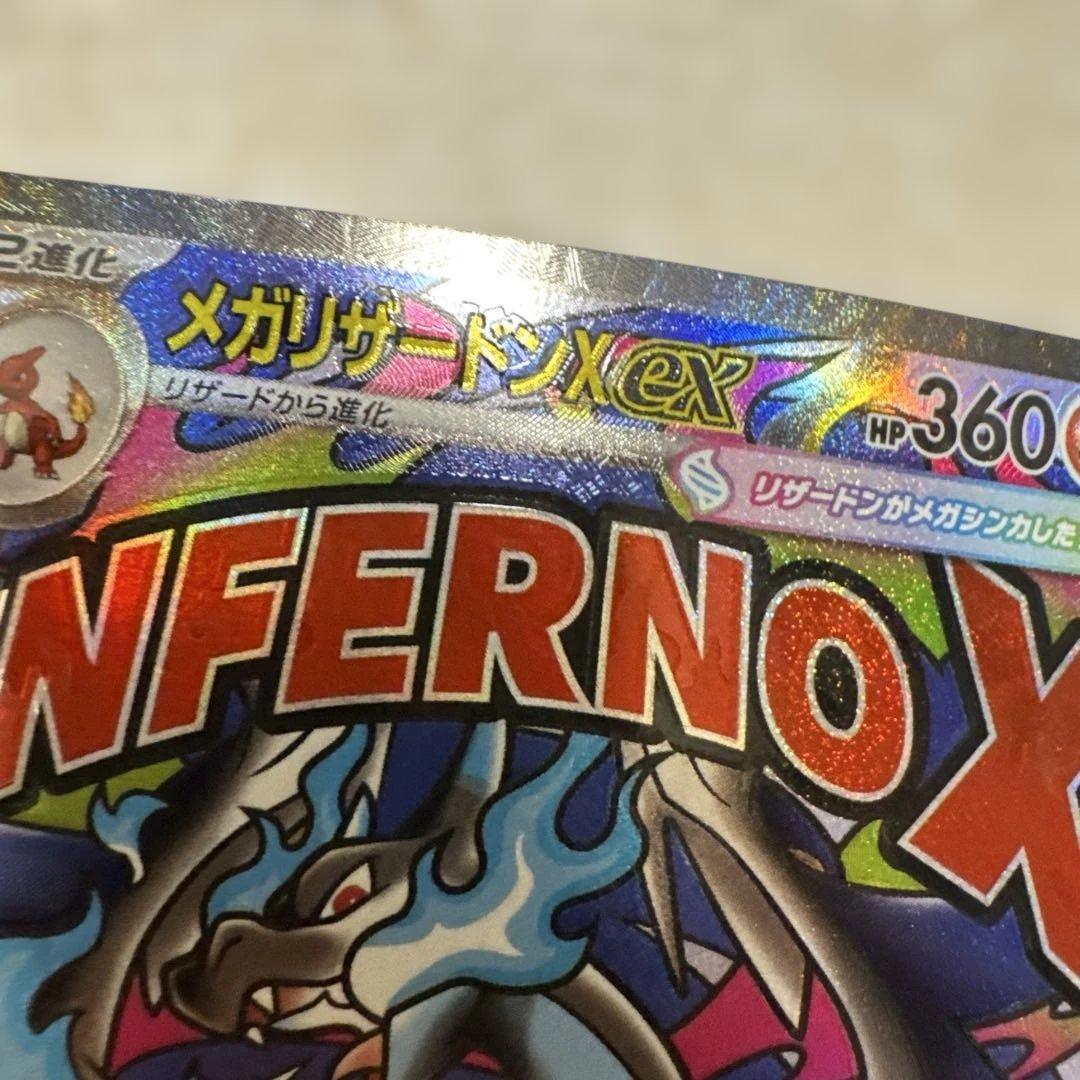 2進化
メガリザードンXex
HP360
リザードから進化
リザードンがメガシンカした
INFERNO X